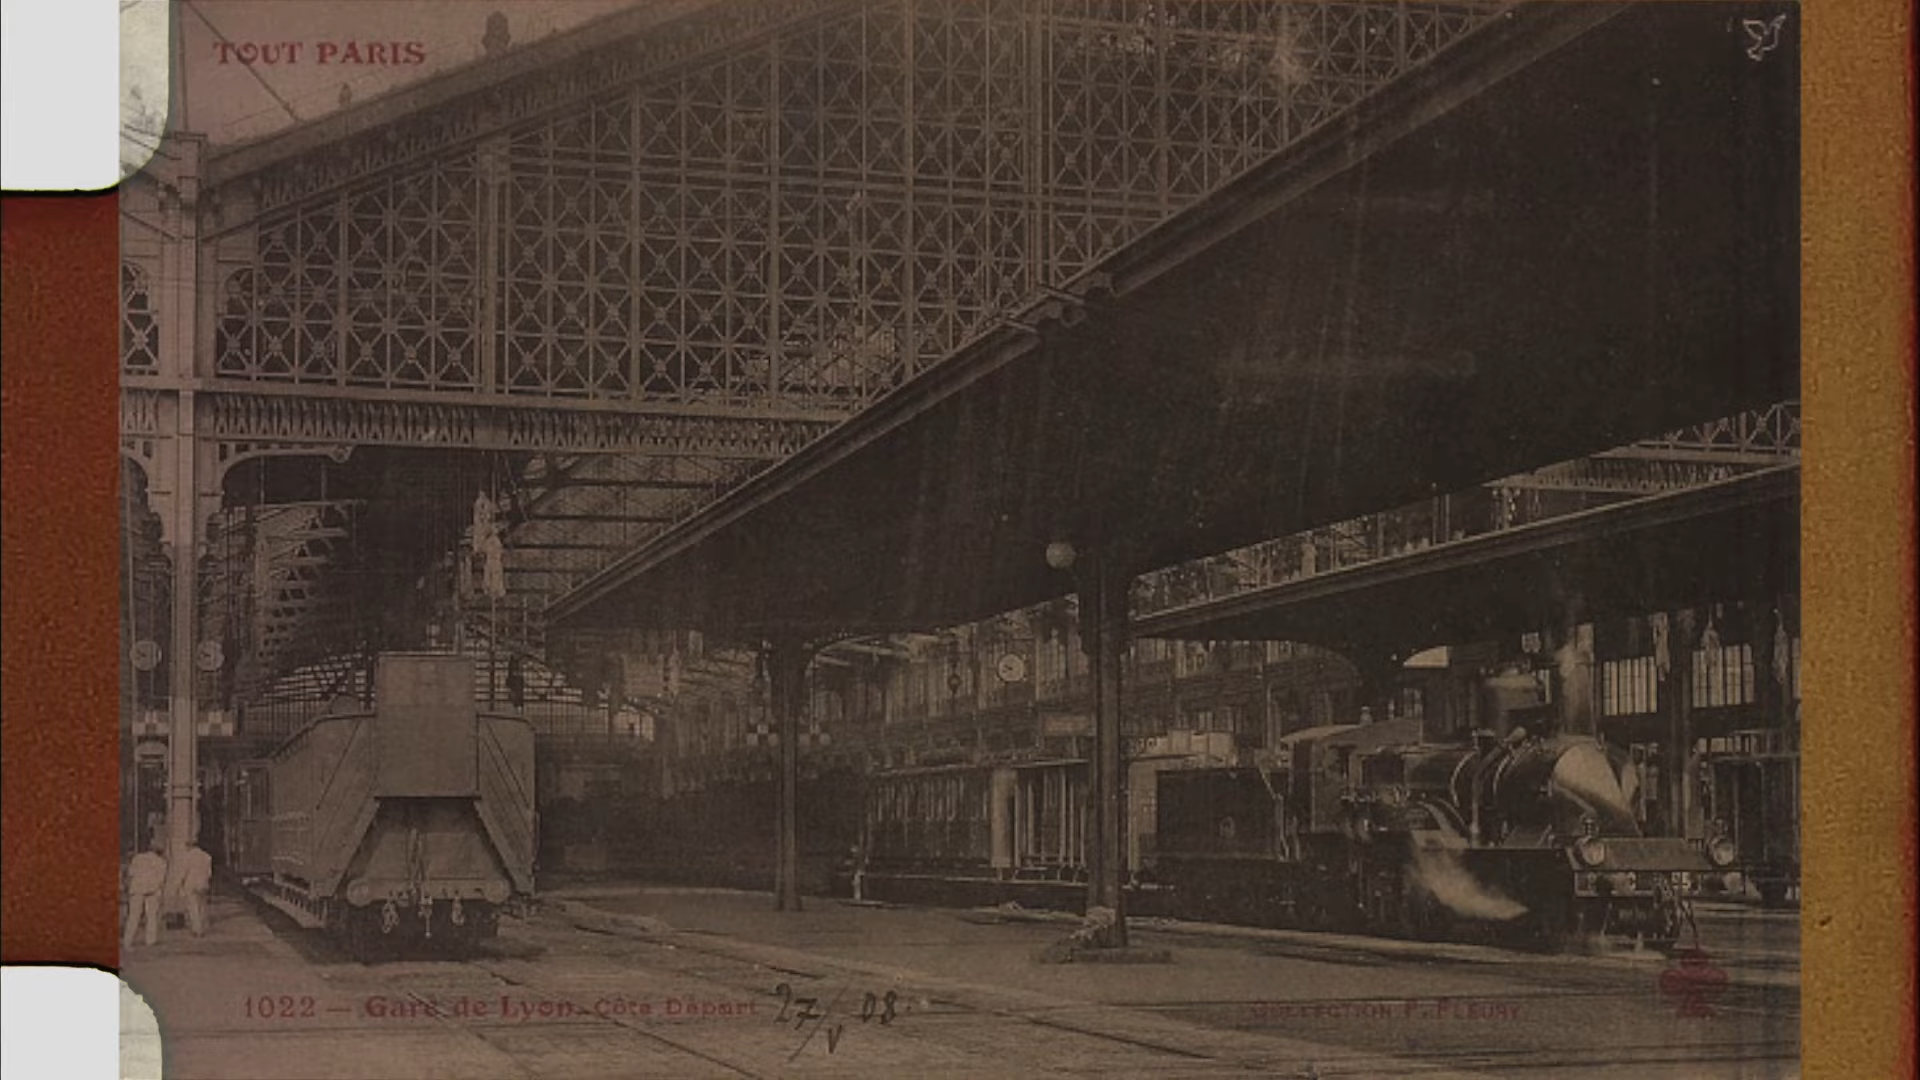 TOUT PARIS
1022 — Gare de Lyon. Côté Départ 27/V 08.
COLLECTION F. FLEURY